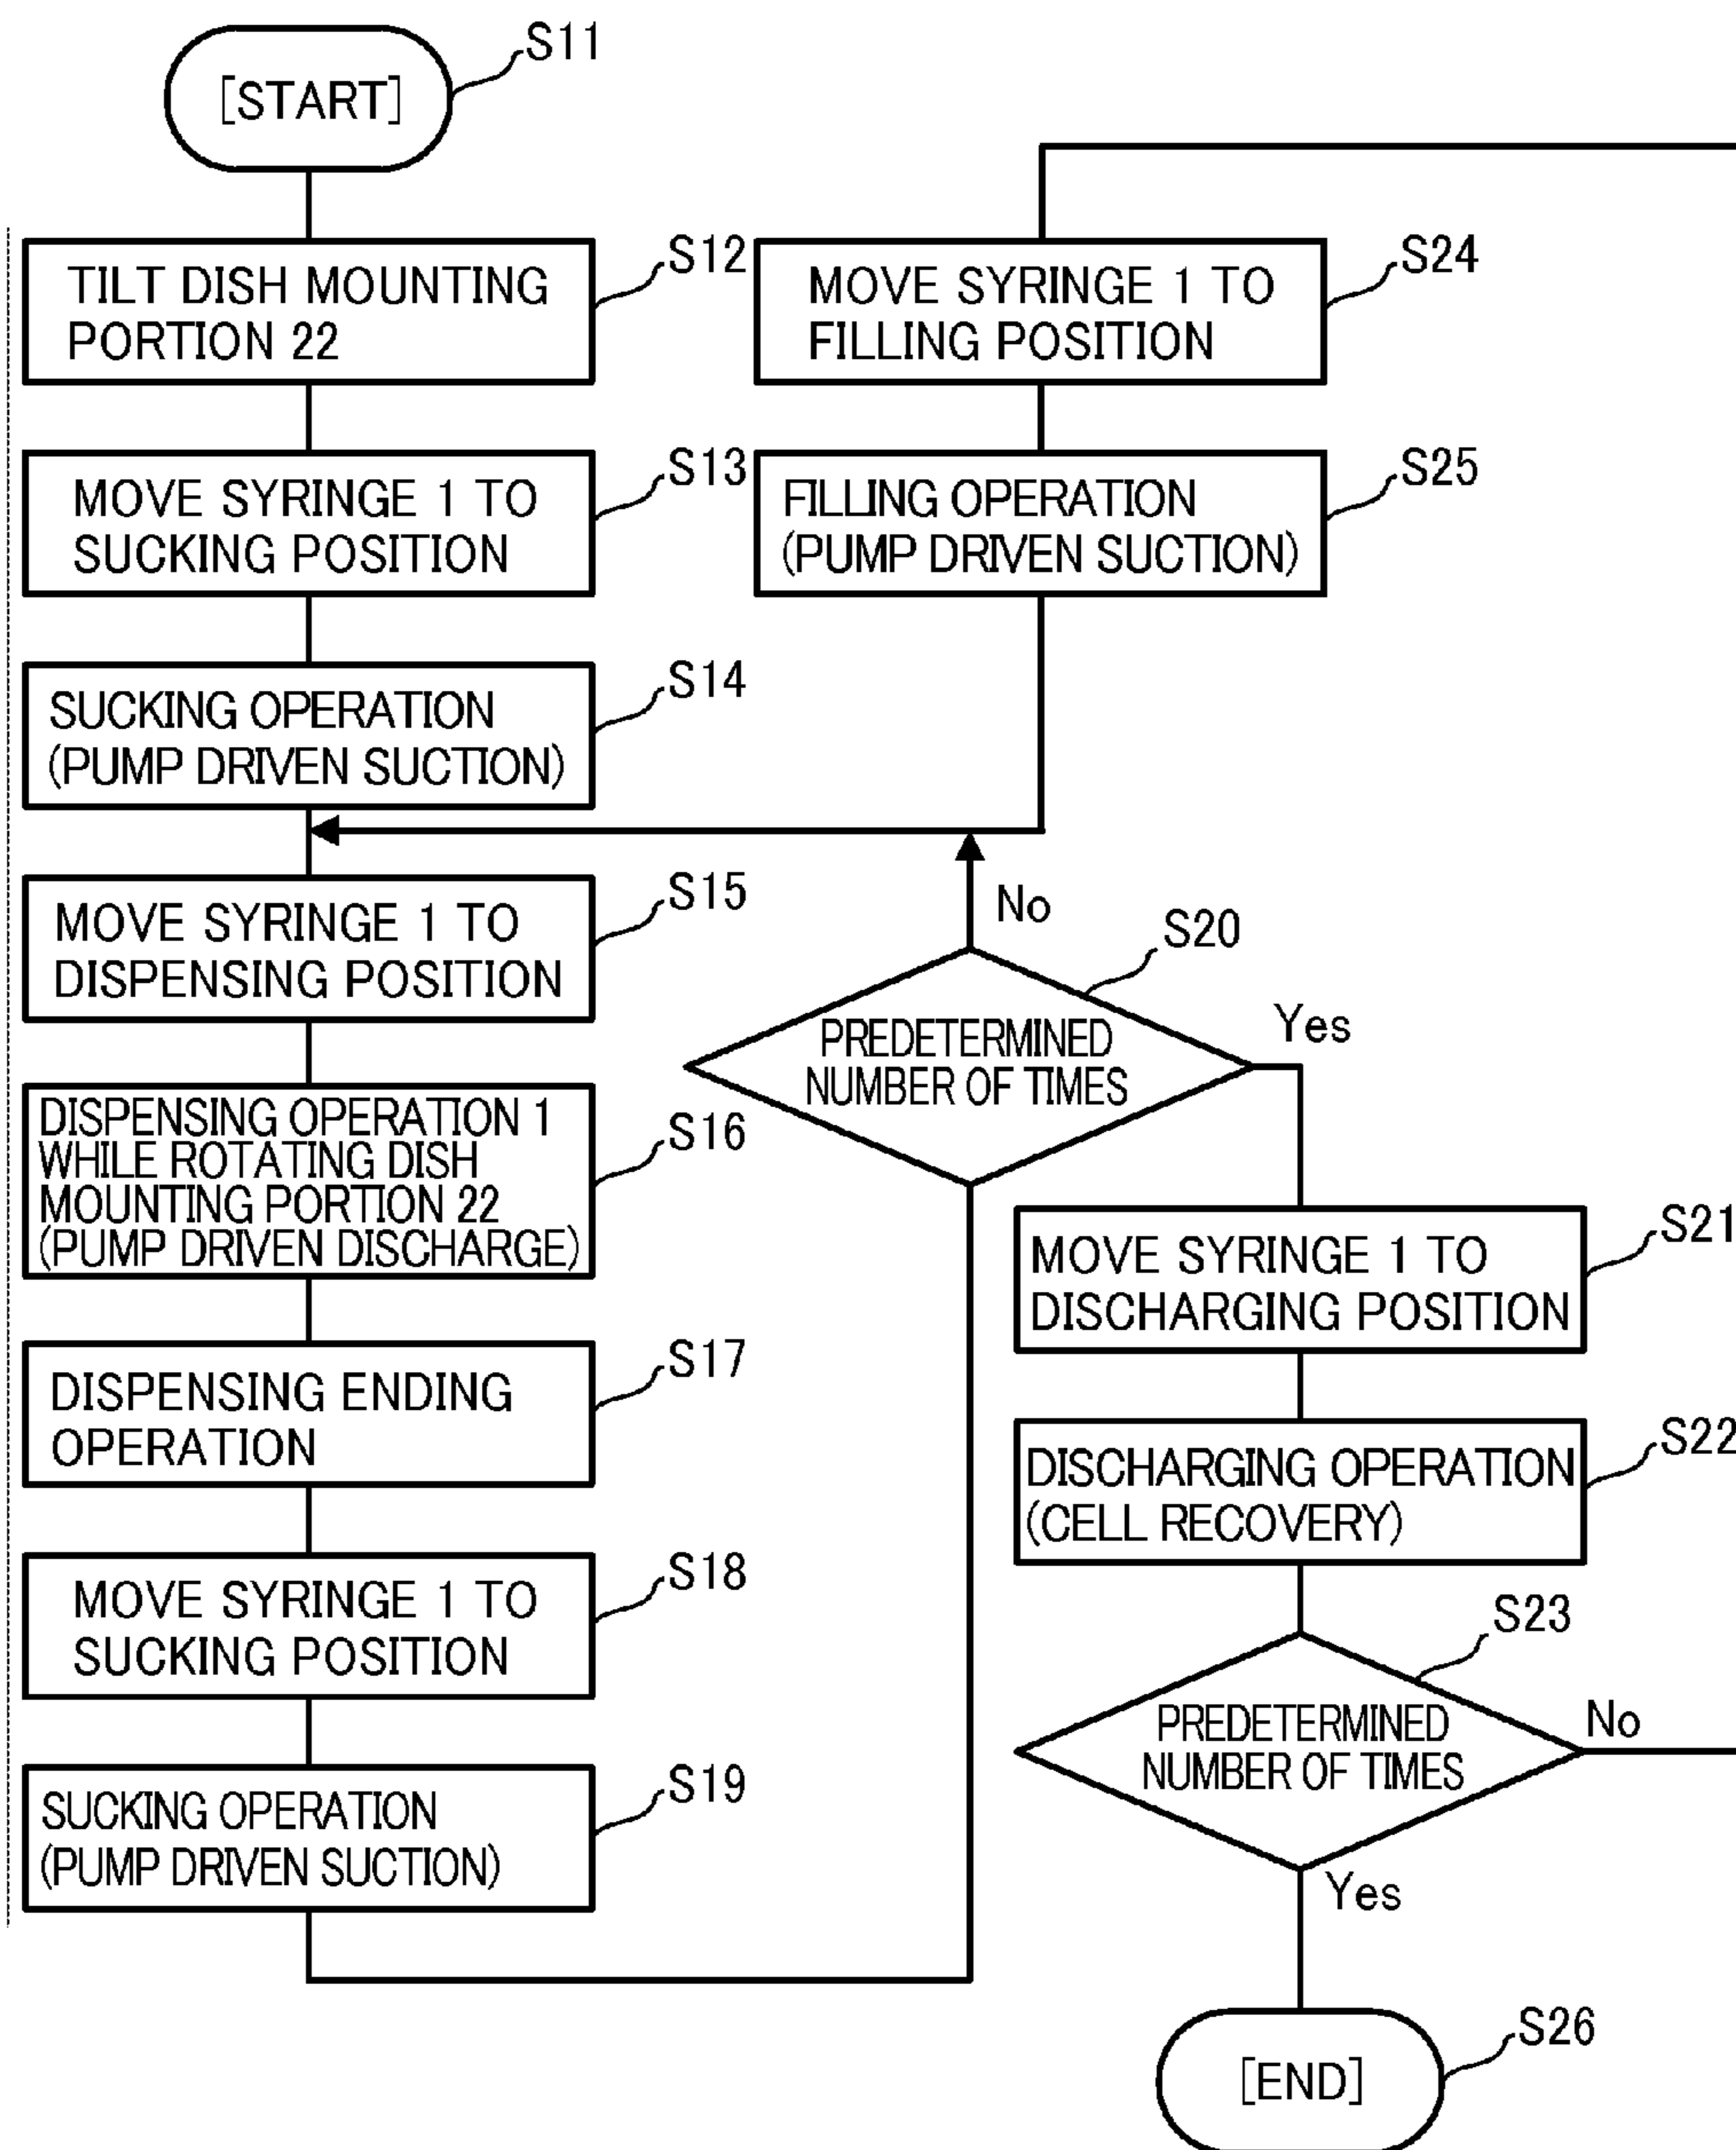 [START]
S11
TILT DISH MOUNTING
PORTION 22
S12
MOVE SYRINGE 1 TO
SUCKING POSITION
S13
SUCKING OPERATION
(PUMP DRIVEN SUCTION)
S14
MOVE SYRINGE 1 TO
DISPENSING POSITION
S15
DISPENSING OPERATION 1
WHILE ROTATING DISH
MOUNTING PORTION 22
(PUMP DRIVEN DISCHARGE)
S16
DISPENSING ENDING
OPERATION
S17
MOVE SYRINGE 1 TO
SUCKING POSITION
S18
SUCKING OPERATION
(PUMP DRIVEN SUCTION)
S19
MOVE SYRINGE 1 TO
FILLING POSITION
S24
FILLING OPERATION
(PUMP DRIVEN SUCTION)
S25
No
S20
PREDETERMINED
NUMBER OF TIMES
Yes
MOVE SYRINGE 1 TO
DISCHARGING POSITION
S21
DISCHARGING OPERATION
(CELL RECOVERY)
S22
S23
PREDETERMINED
NUMBER OF TIMES
No
Yes
[END]
S26